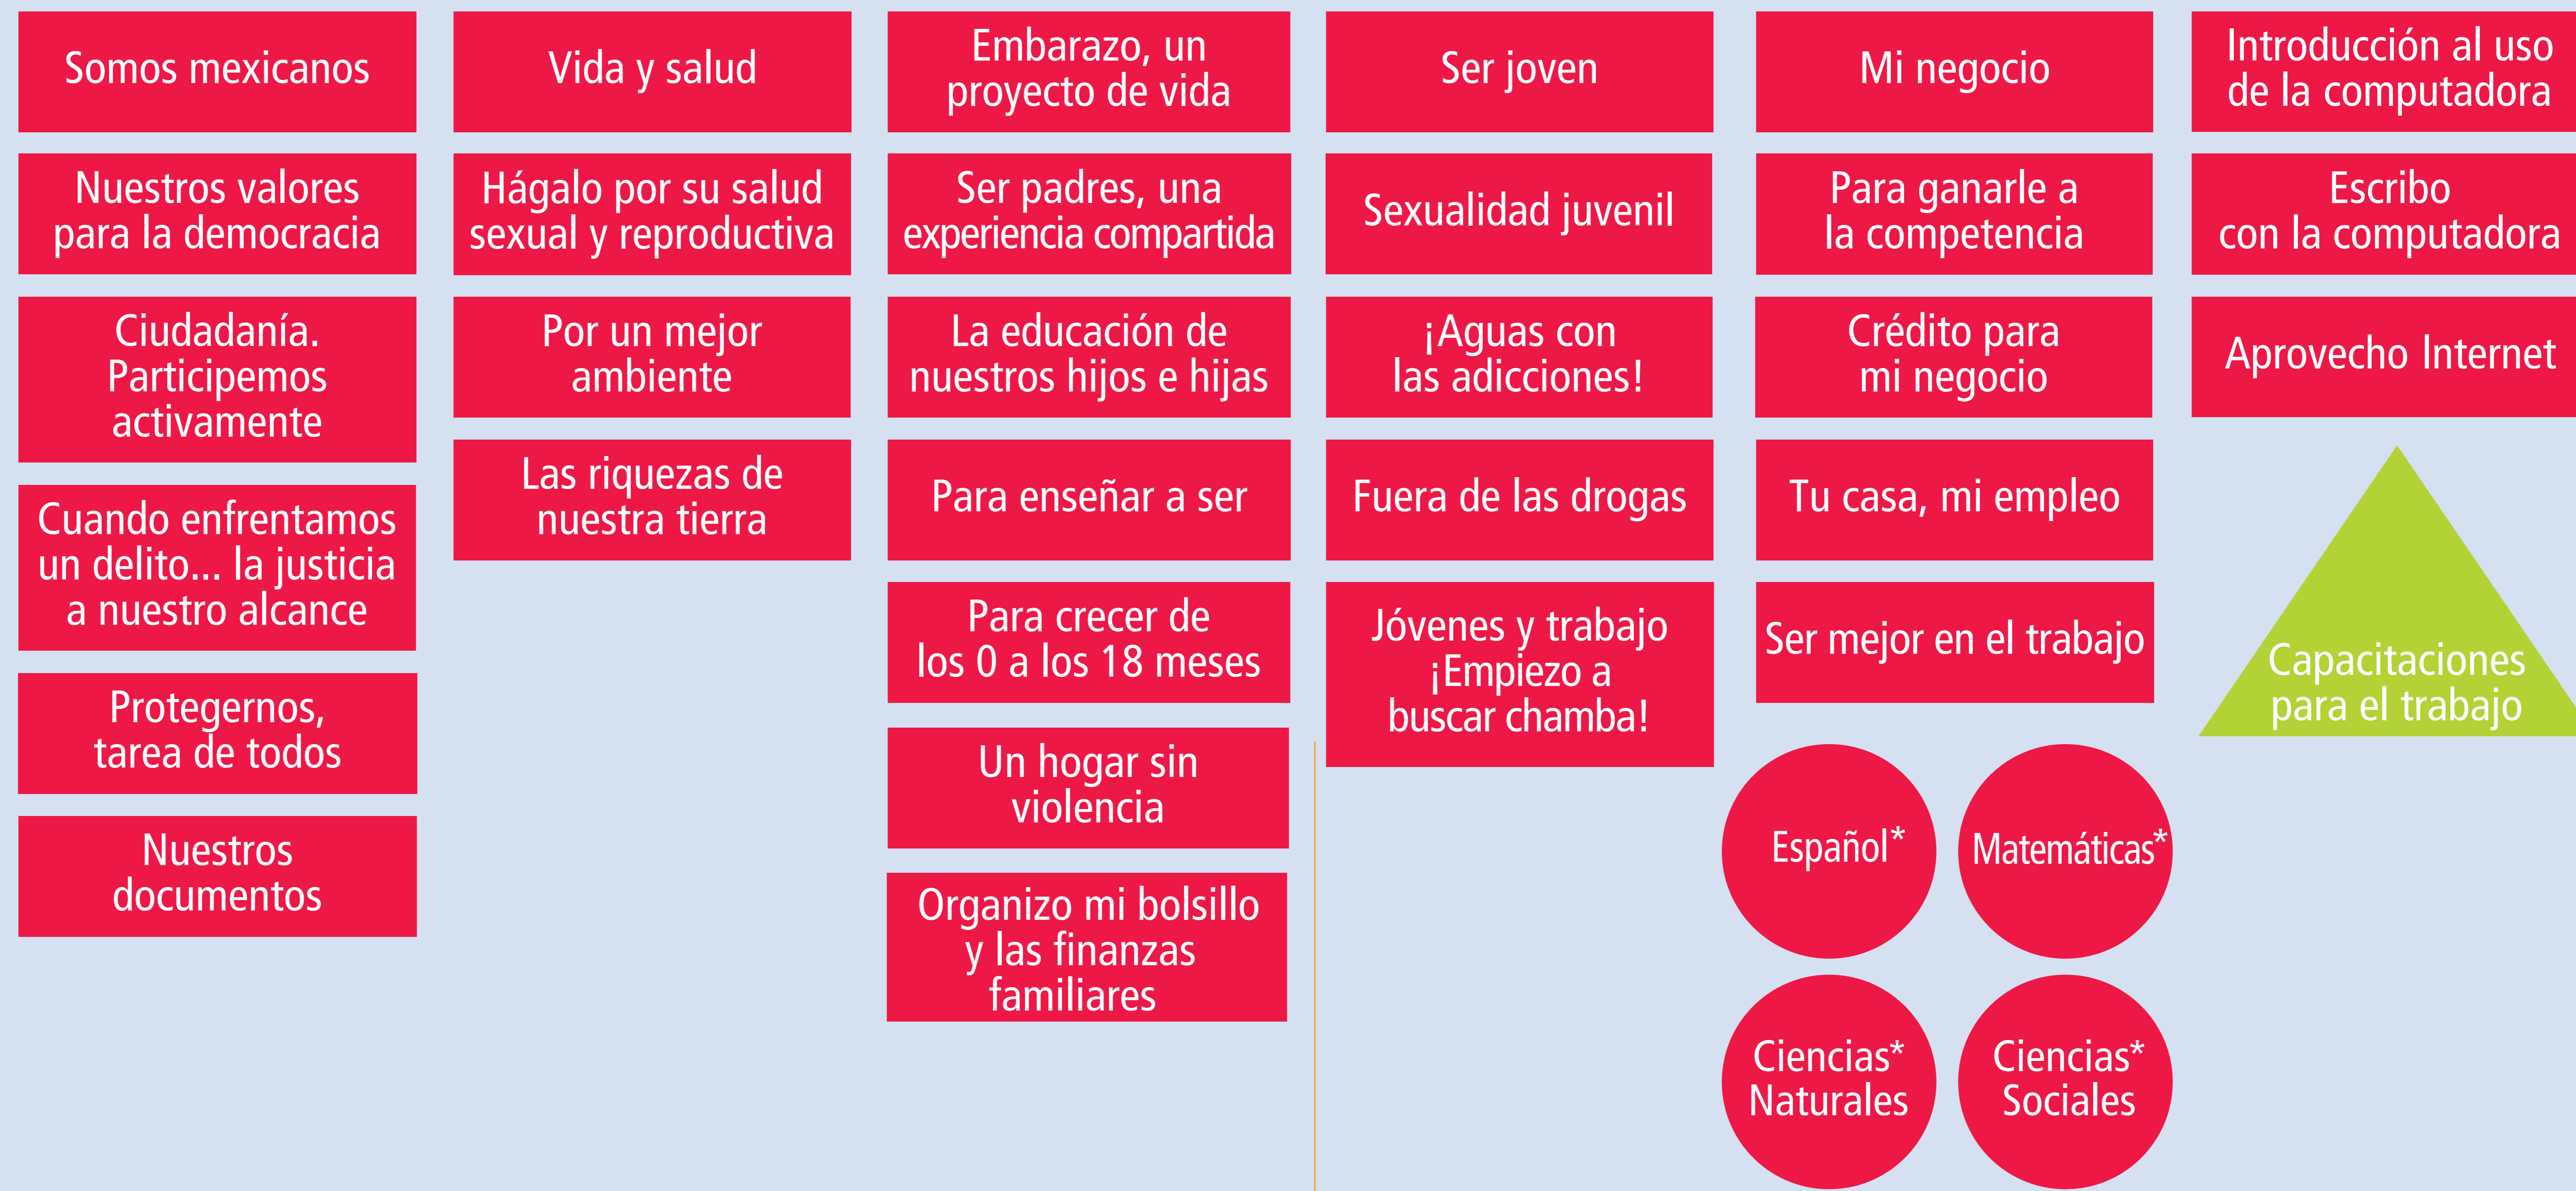 Somos mexicanos
Nuestros valores
para la democracia
Ciudadanía.
Participemos
activamente
Cuando enfrentamos
un delito... la justicia
a nuestro alcance
Protegernos,
tarea de todos
Nuestros
documentos
Vida y salud
Hágalo por su salud
sexual y reproductiva
Por un mejor
ambiente
Las riquezas de
nuestra tierra
Embarazo, un
proyecto de vida
Ser padres, una
experiencia compartida
La educación de
nuestros hijos e hijas
Para enseñar a ser
Para crecer de
los 0 a los 18 meses
Un hogar sin
violencia
Organizo mi bolsillo
y las finanzas
familiares
Ser joven
Sexualidad juvenil
¡Aguas con
las adicciones!
Fuera de las drogas
Jóvenes y trabajo
¡Empiezo a
buscar chamba!
Mi negocio
Para ganarle a
la competencia
Crédito para
mi negocio
Tu casa, mi empleo
Ser mejor en el trabajo
Introducción al uso
de la computadora
Escribo
con la computadora
Aprovecho Internet
Capacitaciones
para el trabajo
Español*
Matemáticas*
Ciencias*
Naturales
Ciencias*
Sociales